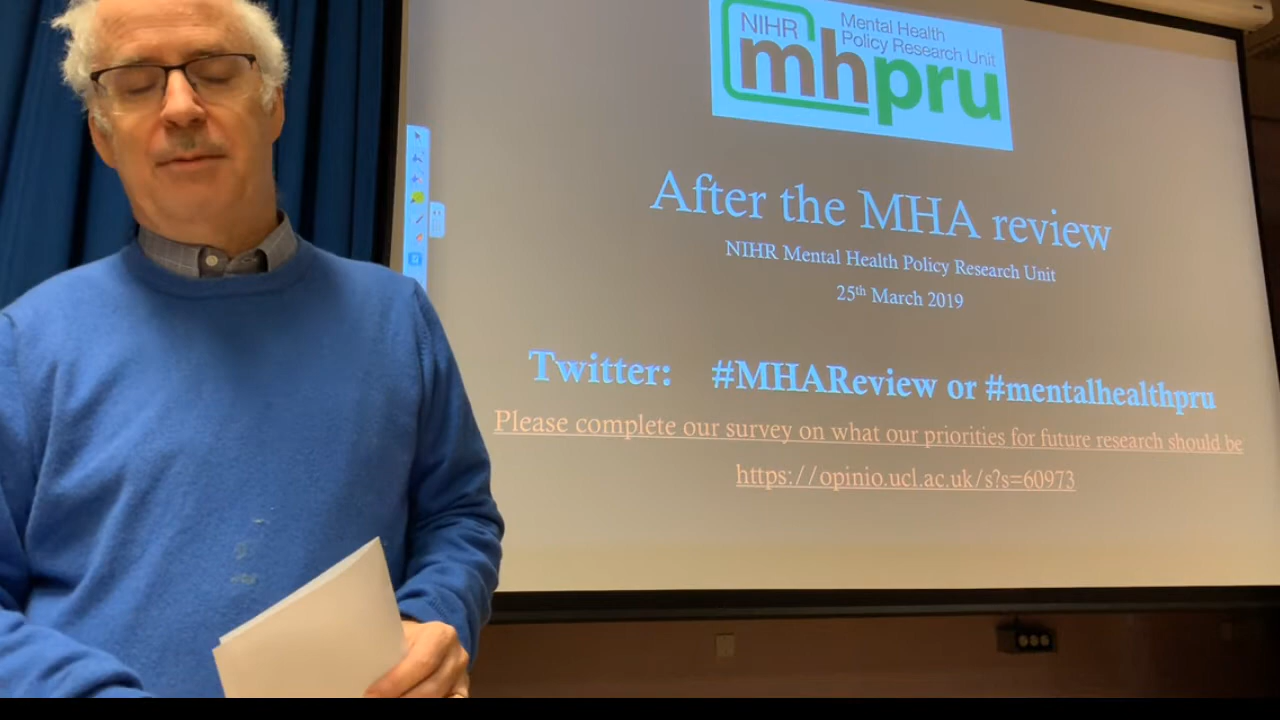 NIHR
Mental Health
Policy Research Unit
mhpru
After the MHA review
NIHR Mental Health Policy Research Unit
25th March 2019
Twitter: #MHAReview or #mentalhealthpru
Please complete our survey on what our priorities for future research should be
https://opinio.ucl.ac.uk/s?s=60973